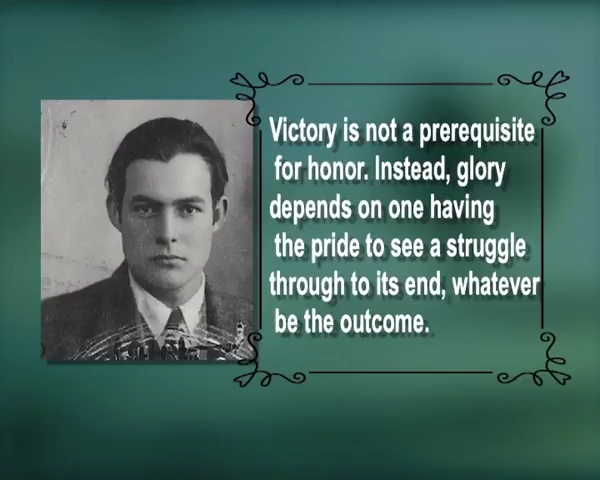 Victory is not a prerequisite
for honor. Instead, glory
depends on one having
the pride to see a struggle
through to its end, whatever
be the outcome.